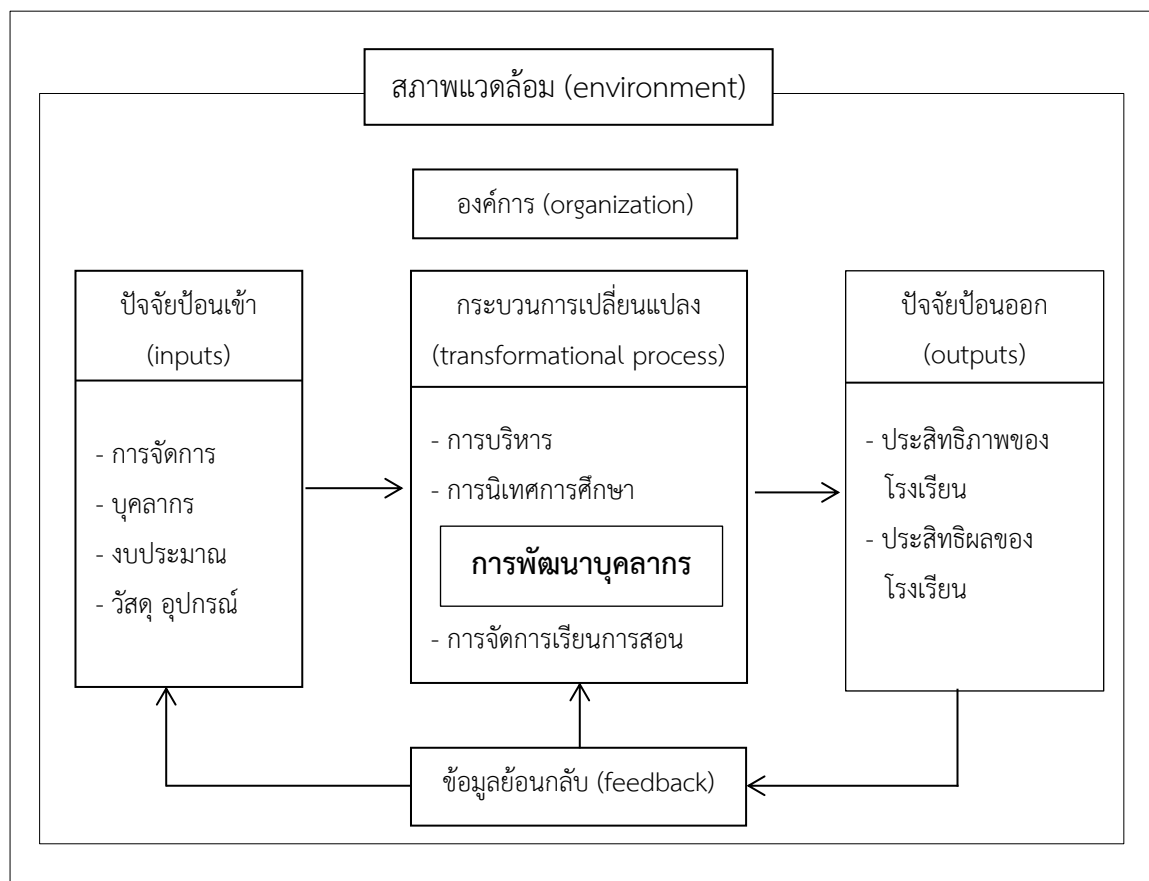 สภาพแวดล้อม (environment)
องค์การ (organization)
ปัจจัยป้อนเข้า
(inputs)
- การจัดการ
- บุคลากร
- งบประมาณ
- วัสดุ อุปกรณ์
กระบวนการเปลี่ยนแปลง
(transformational process)
- การบริหาร
- การนิเทศการศึกษา
การพัฒนาบุคลากร
- การจัดการเรียนการสอน
ปัจจัยป้อนออก
(outputs)
- ประสิทธิภาพของ
โรงเรียน
- ประสิทธิผลของ
โรงเรียน
ข้อมูลย้อนกลับ (feedback)